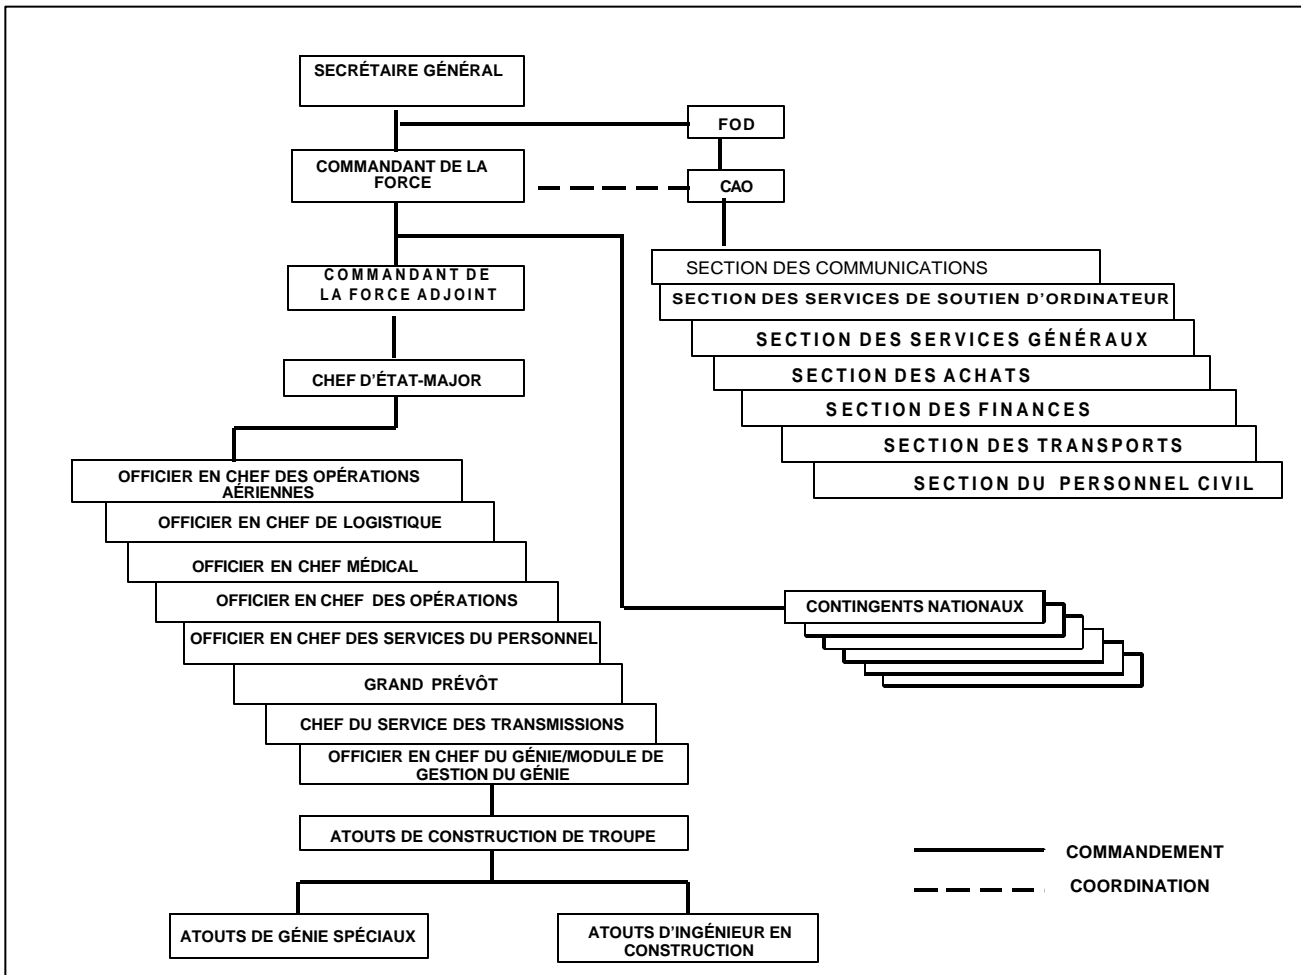 SECRÉTAIRE GÉNÉRAL
FOD
COMMANDANT DE LA
FORCE
CAO
COMMANDANT DE
LA FORCE ADJOINT
SECTION DES COMMUNICATIONS
SECTION DES SERVICES DE SOUTIEN D'ORDINATEUR
SECTION DES SERVICES GÉNÉRAUX
SECTION DES ACHATS
SECTION DES FINANCES
SECTION DES TRANSPORTS
SECTION DU PERSONNEL CIVIL
CHEF D'ÉTAT-MAJOR
OFFICIER EN CHEF DES OPÉRATIONS
AÉRIENNES
OFFICIER EN CHEF DE LOGISTIQUE
OFFICIER EN CHEF MÉDICAL
OFFICIER EN CHEF DES OPÉRATIONS
OFFICIER EN CHEF DES SERVICES DU PERSONNEL
GRAND PRÉVÔT
CHEF DU SERVICE DES TRANSMISSIONS
OFFICIER EN CHEF DU GÉNIE/MODULE DE
GESTION DU GÉNIE
CONTINGENTS NATIONAUX
ATOUTS DE CONSTRUCTION DE TROUPE
ATOUTS DE GÉNIE SPÉCIAUX
ATOUTS D'INGÉNIEUR EN
CONSTRUCTION
COMMANDEMENT
COORDINATION